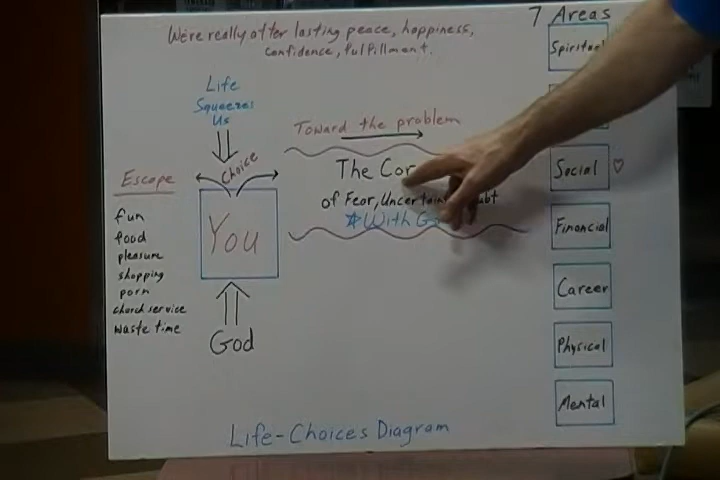 We're really after lasting peace, happiness,
confidence, fulfillment.
7 Areas
Spiritual
Life
Squeezes
Us
Choice
Toward the problem
The Cor
of Fear, Uncertain
With
Escape
fun
food
pleasure
shopping
porn
church service
waste time
You
God
Social
Financial
Career
Physical
Mental
Life-Choices Diagram